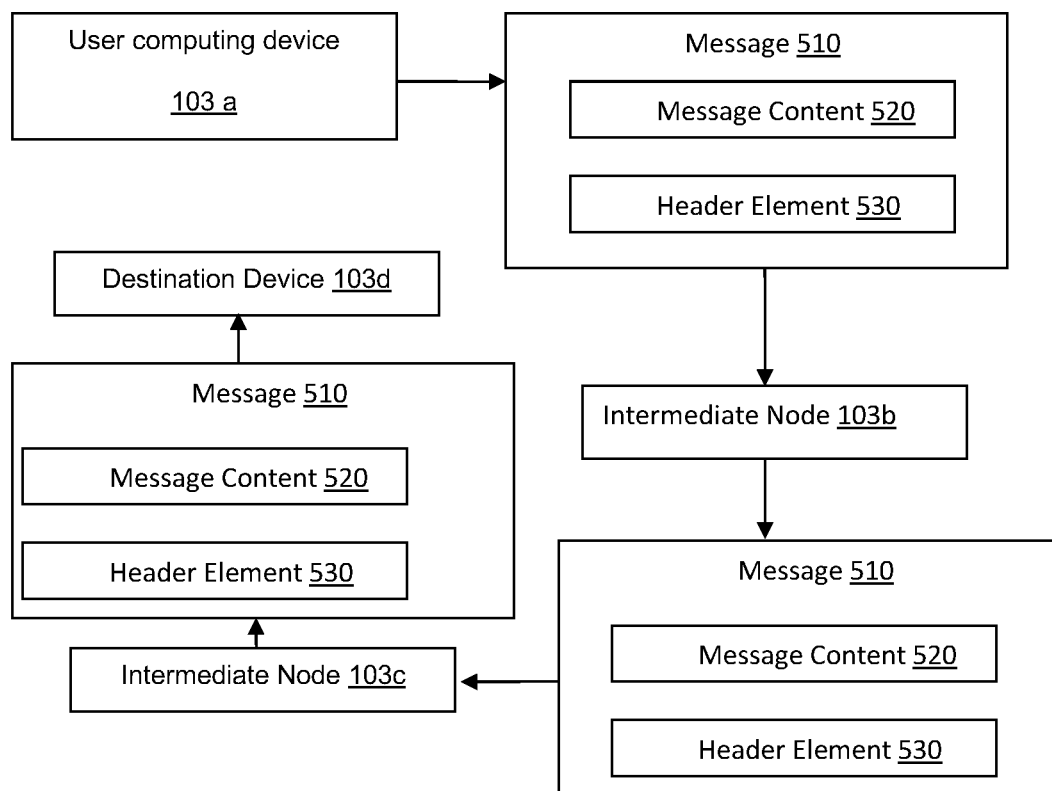 User computing device
103 a
Message 510
Message Content 520
Header Element 530
Intermediate Node 103b
Message 510
Message Content 520
Header Element 530
Intermediate Node 103c
Message 510
Message Content 520
Header Element 530
Destination Device 103d